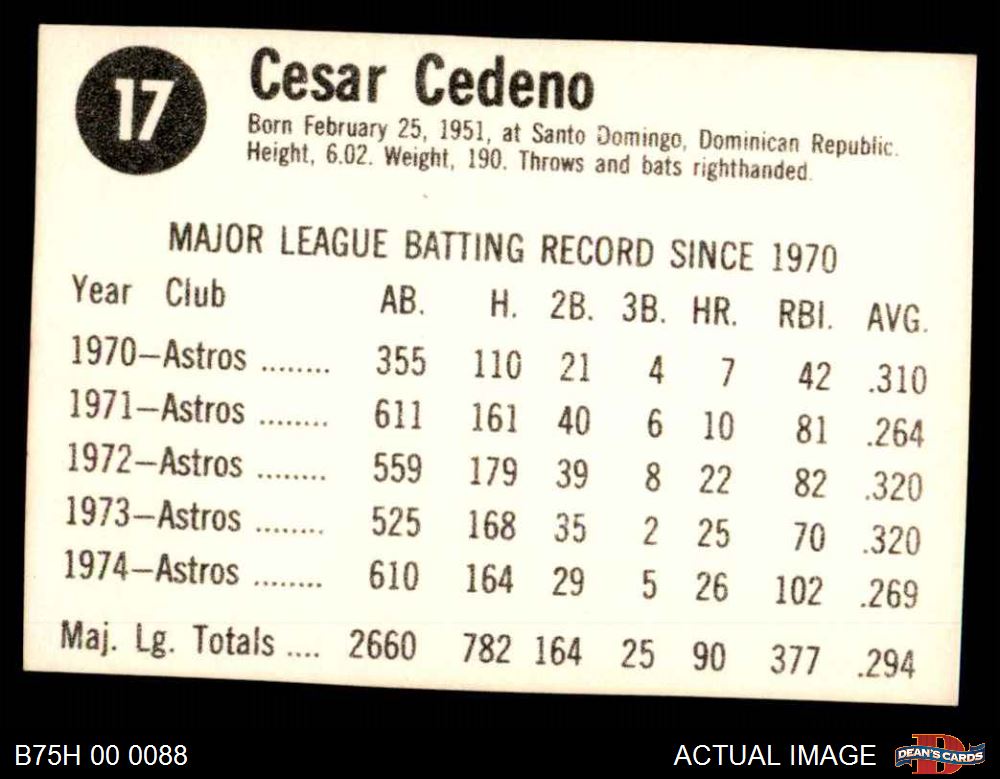 17
Cesar Cedeno
Born February 25, 1951, at Santo Domingo, Dominican Republic.
Height, 6.02. Weight, 190. Throws and bats righthanded.
MAJOR LEAGUE BATTING RECORD SINCE 1970
Year Club AB. H. 2B. 3B. HR. RBI. AVG.
1970—Astros ........ 355 110 21 4 7 42 .310
1971—Astros ........ 611 161 40 6 10 81 .264
1972—Astros ........ 559 179 39 8 22 82 .320
1973—Astros ........ 525 168 35 2 25 70 .320
1974—Astros ........ 610 164 29 5 26 102 .269
Maj. Lg. Totals .... 2660 782 164 25 90 377 .294
B75H 00 0088 ACTUAL IMAGE D DEAN'S CARDS